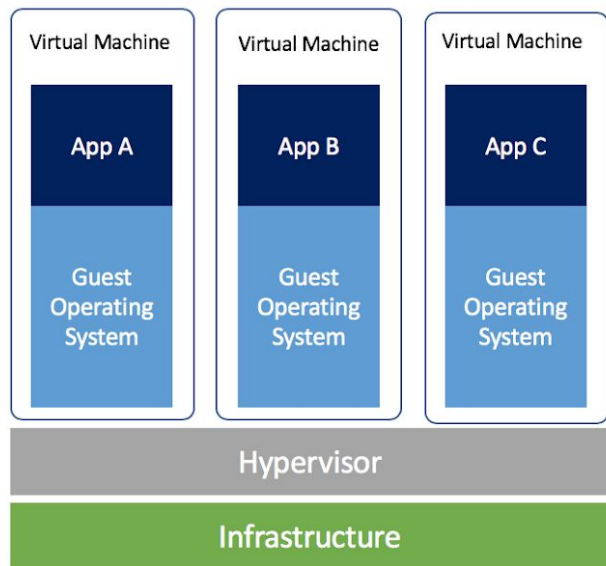 Virtual Machine
App A
Guest
Operating
System
Virtual Machine
App B
Guest
Operating
System
Virtual Machine
App C
Guest
Operating
System
Hypervisor
Infrastructure